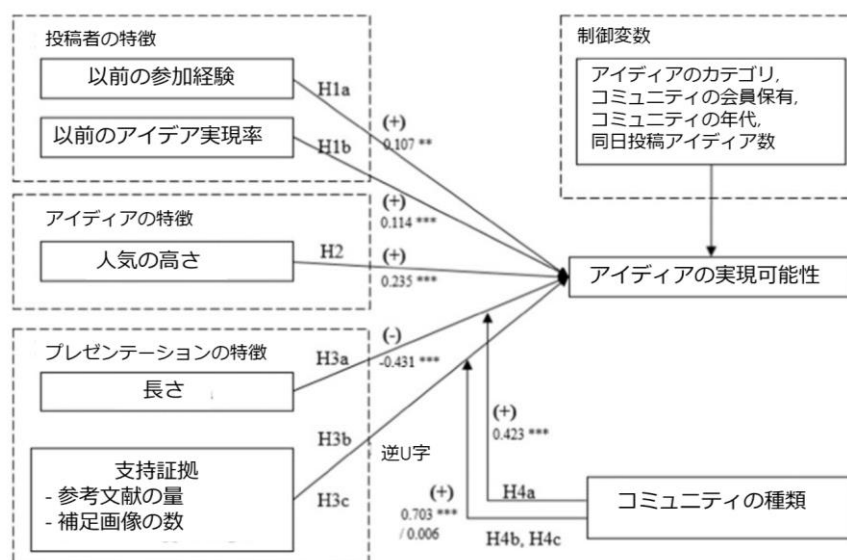 投稿者の特徴
以前の参加経験
以前のアイデア実現率
H1a
(+)
0.107 **
H1b
(+)
0.114 ***
アイディアの特徴
人気の高さ
H2
(+)
0.235 ***
プレゼンテーションの特徴
長さ
H3a
(-)
-0.431 ***
支持証拠
- 参考文献の量
- 補足画像の数
H3b
H3c
逆U字
制御変数
アイディアのカテゴリ,
コミュニティの会員保有,
コミュニティの年代,
同日投稿アイディア数
アイディアの実現可能性
(+)
0.423 ***
H4a
(+)
0.703 ***
/ 0.006
H4b, H4c
コミュニティの種類